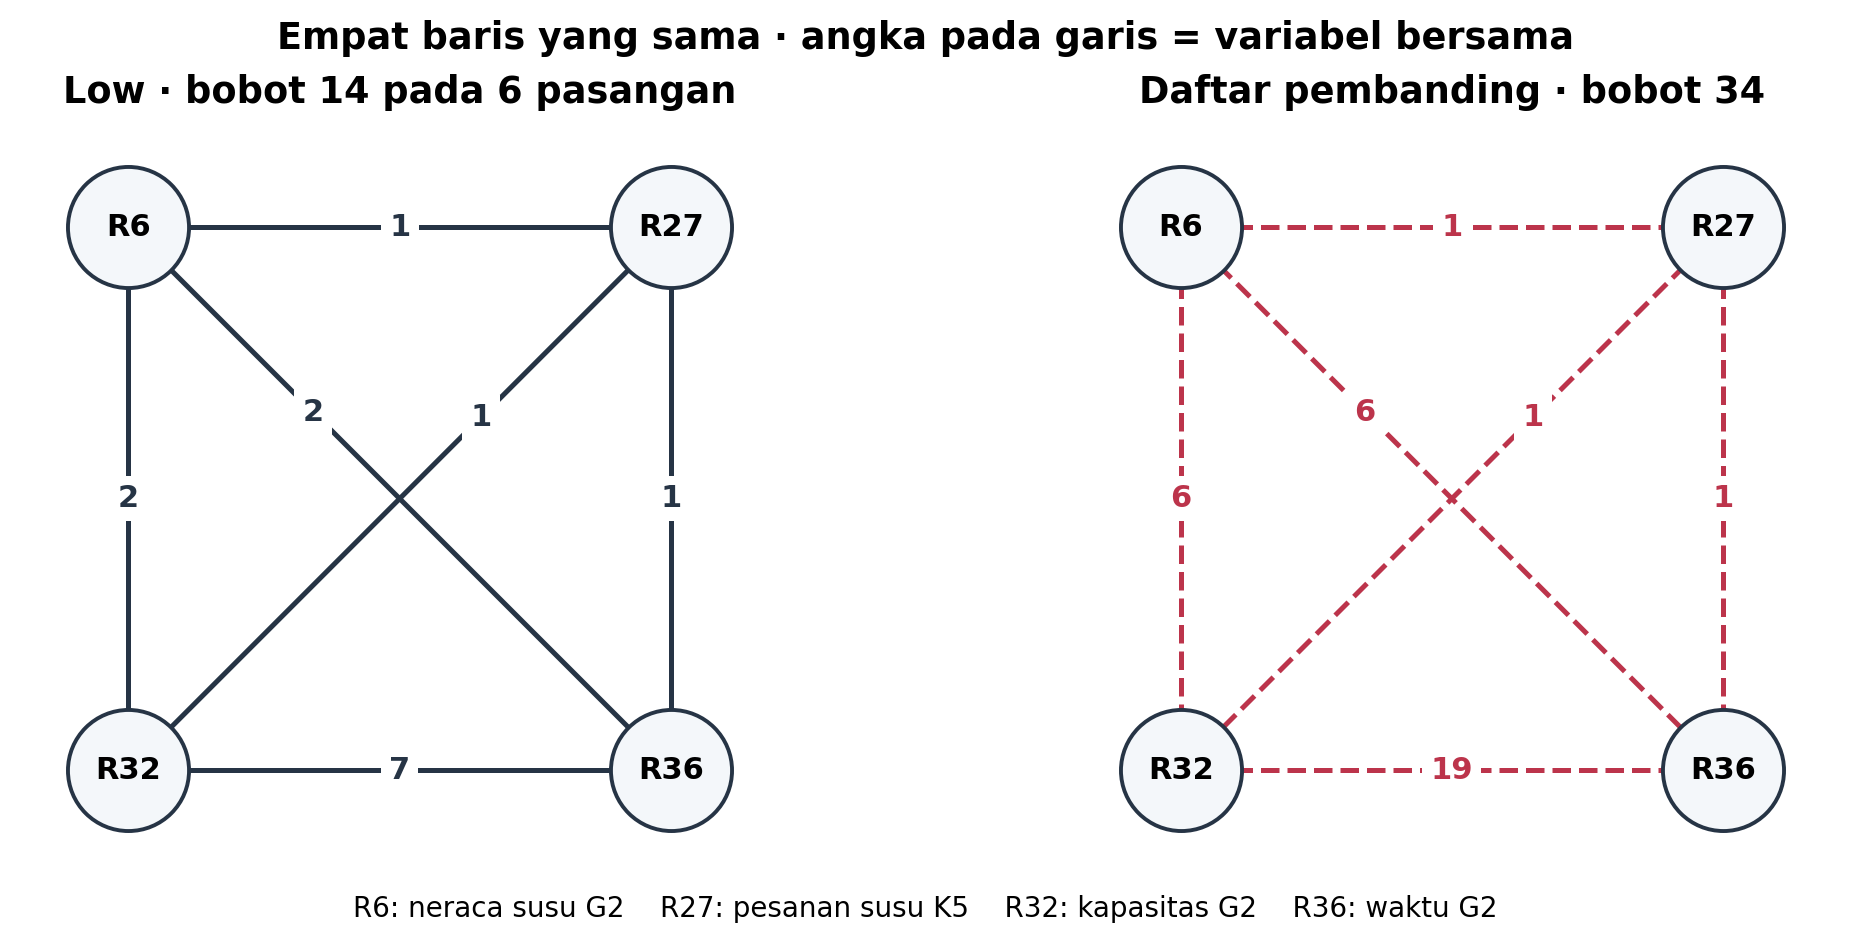 Empat baris yang sama · angka pada garis = variabel bersama
Low · bobot 14 pada 6 pasangan
Daftar pembanding · bobot 34
R6
1
R27
2
1
2
1
R32
7
R36
R6
1
R27
6
1
6
1
R32
19
R36
R6: neraca susu G2    R27: pesanan susu K5    R32: kapasitas G2    R36: waktu G2